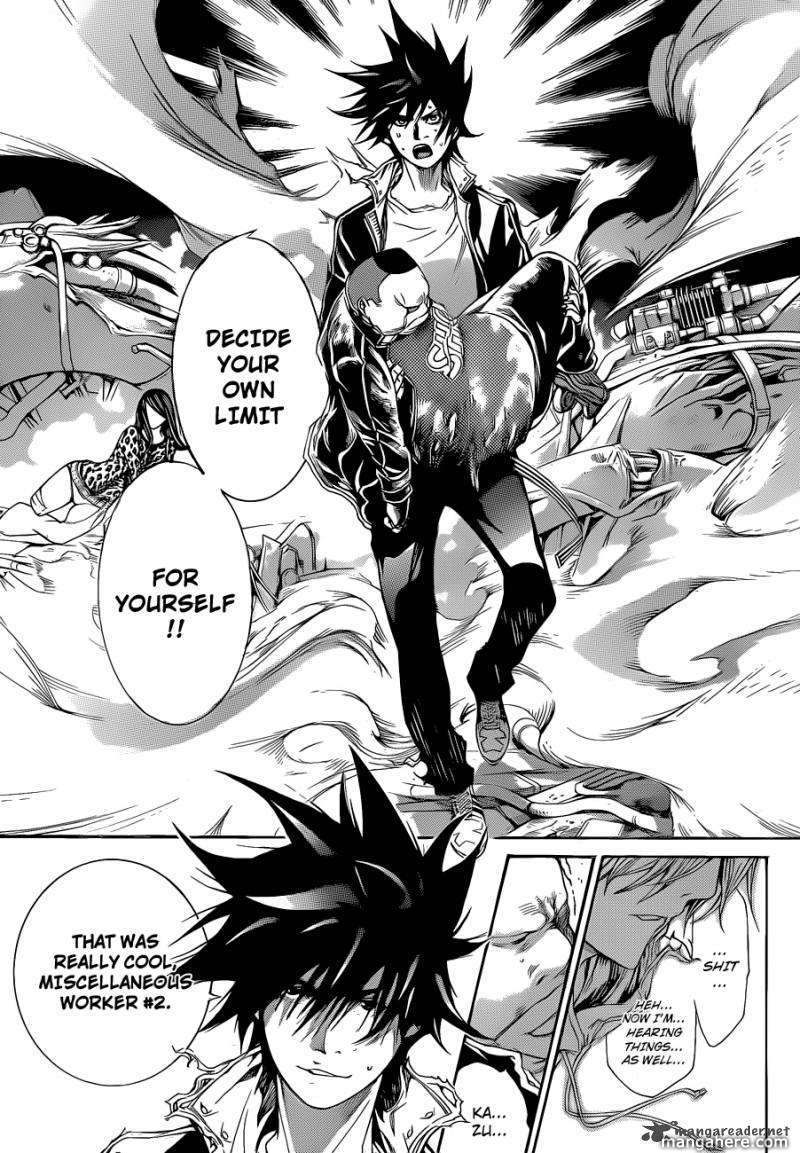 DECIDE
YOUR
OWN
LIMIT
FOR
YOURSELF
!!
...
SHIT
...
HEH...
NOW I'M...
HEARING
THINGS...
AS WELL...
KA...
ZU...
THAT WAS
REALLY COOL,
MISCELLANEOUS
WORKER #2.
mangareader.net
mangahere.com